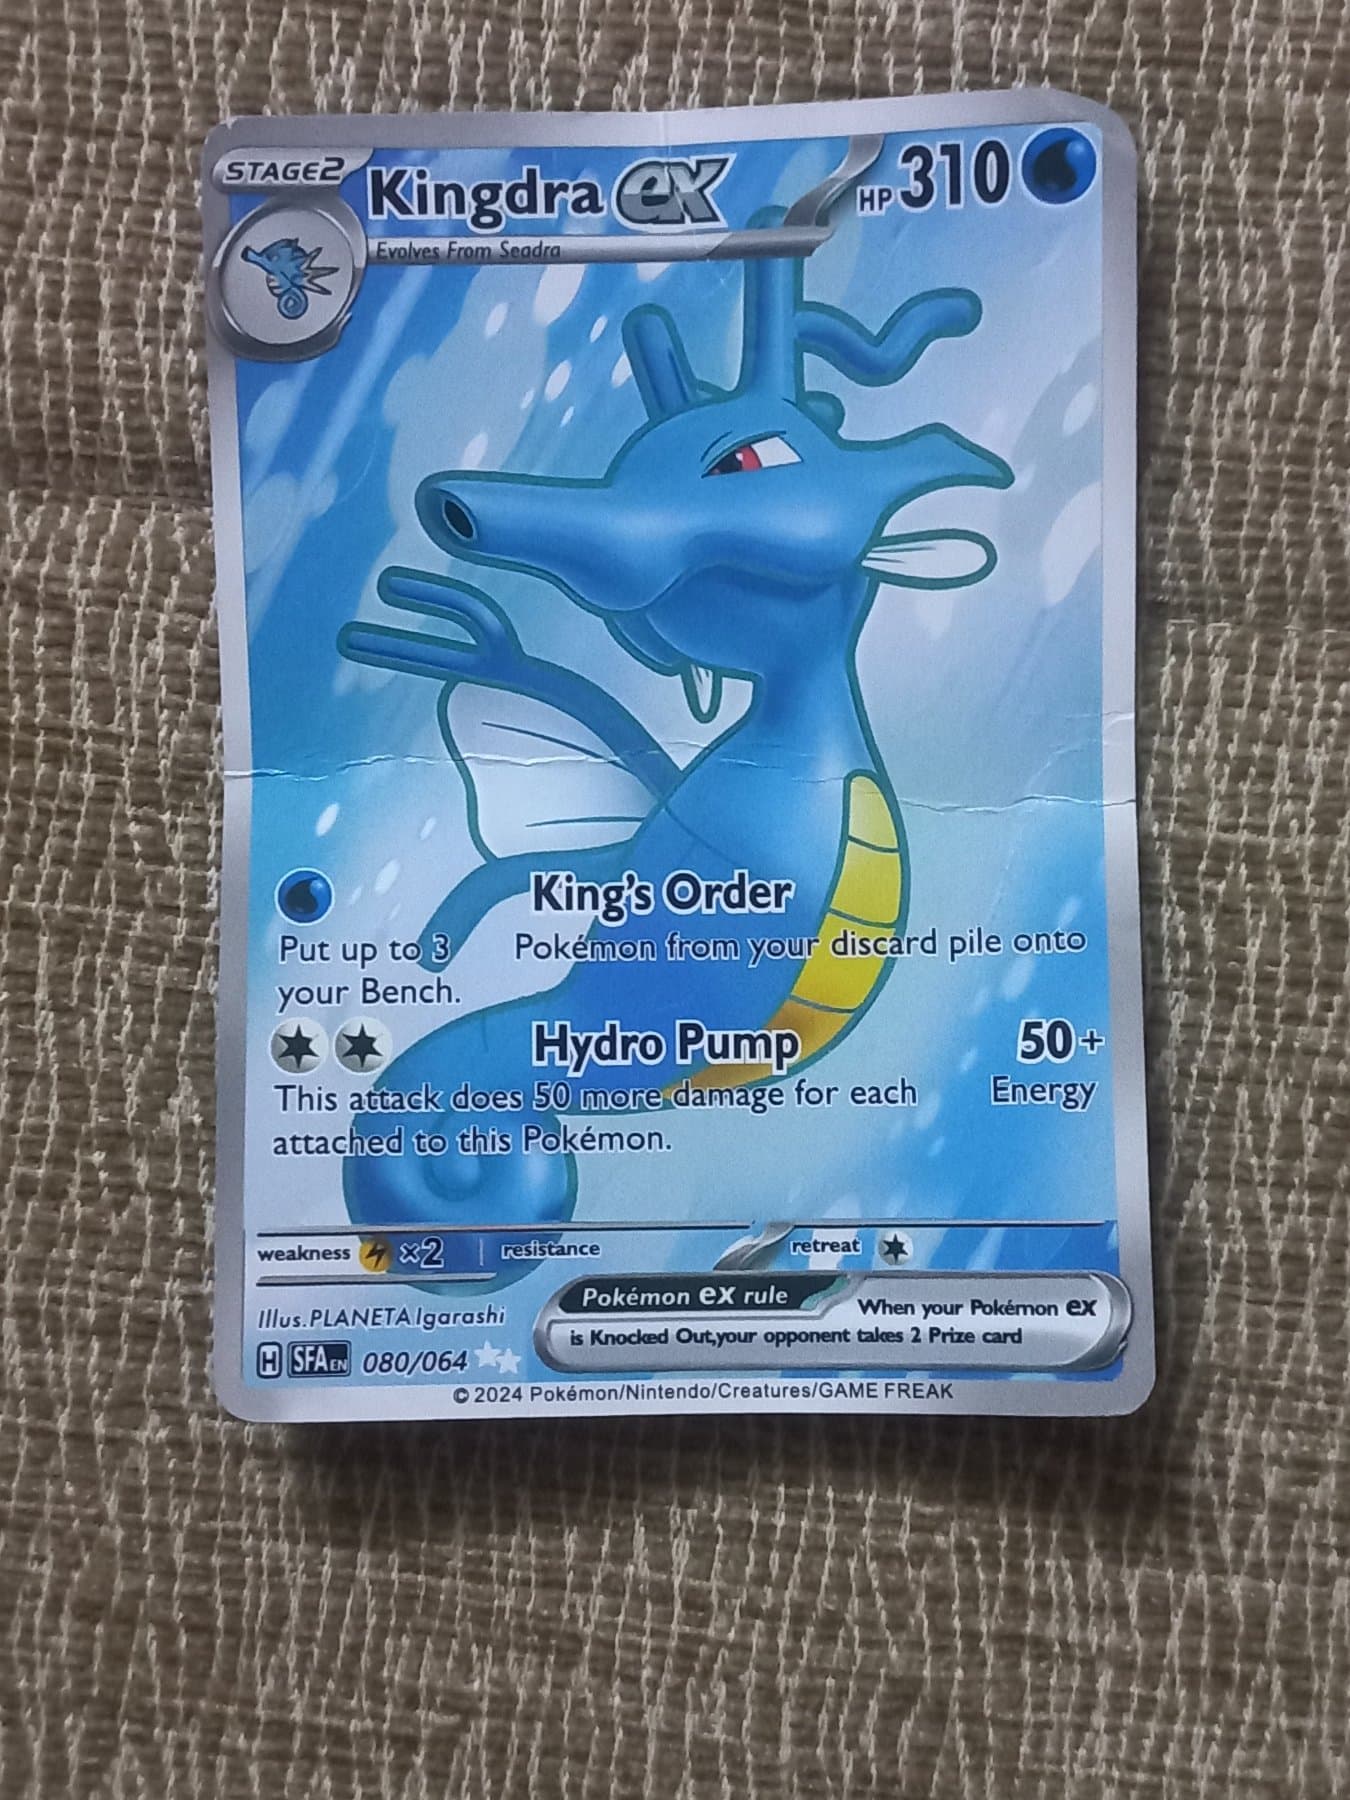 STAGE2 Kingdra ex HP 310
Evolves From Seadra
King's Order
Put up to 3 Pokémon from your discard pile onto
your Bench.
Hydro Pump 50+
This attack does 50 more damage for each Energy
attached to this Pokémon.
weakness ×2 resistance retreat
Illus.PLANETA Igarashi
Pokémon ex rule When your Pokémon ex
is Knocked Out,your opponent takes 2 Prize card
H SFA EN 080/064
©2024 Pokémon/Nintendo/Creatures/GAME FREAK